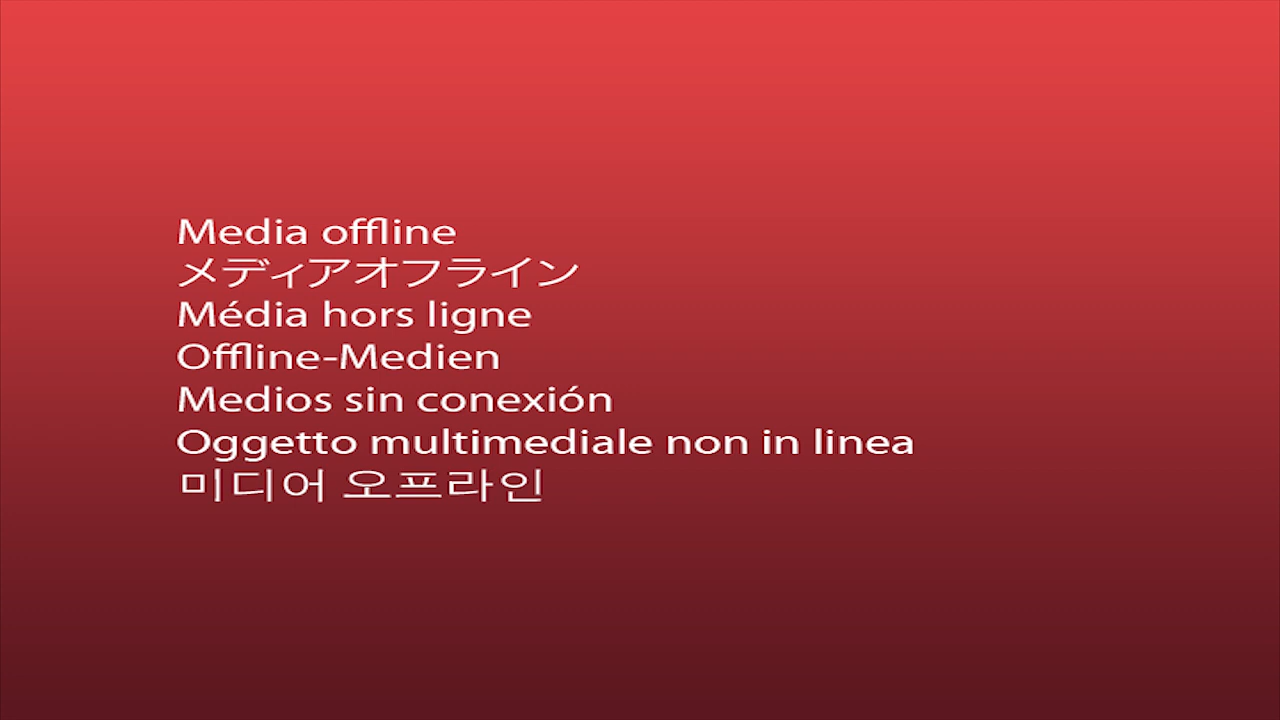 Media offline
メディアオフライン
Média hors ligne
Offline-Medien
Medios sin conexión
Oggetto multimediale non in linea
미디어 오프라인